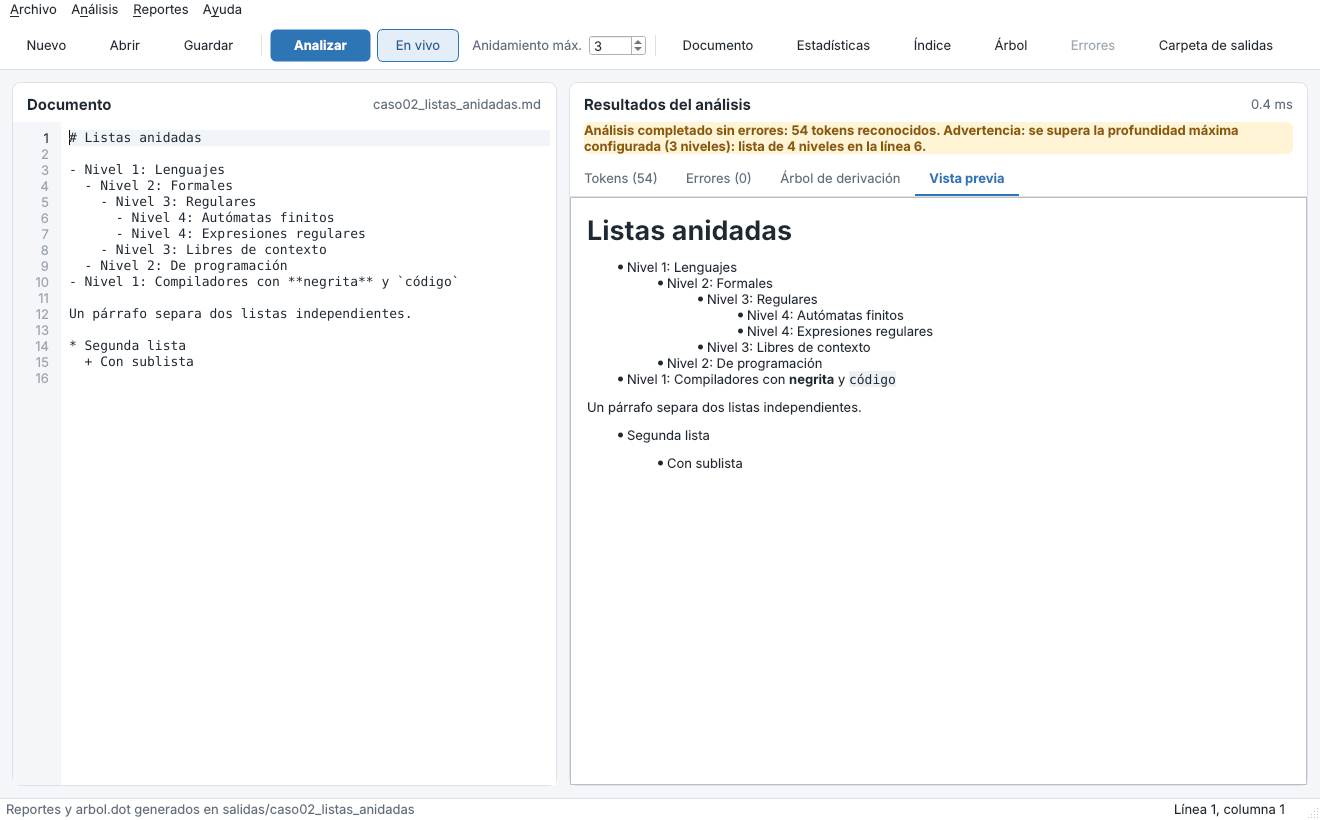 Archivo Análisis Reportes Ayuda
Nuevo Abrir Guardar Analizar En vivo Anidamiento máx. 3 Documento Estadísticas Índice Árbol Errores Carpeta de salidas
Documento caso02_listas_anidadas.md
1 # Listas anidadas
2
3 - Nivel 1: Lenguajes
4   - Nivel 2: Formales
5     - Nivel 3: Regulares
6       - Nivel 4: Autómatas finitos
7       - Nivel 4: Expresiones regulares
8     - Nivel 3: Libres de contexto
9   - Nivel 2: De programación
10 - Nivel 1: Compiladores con **negrita** y `código`
11
12 Un párrafo separa dos listas independientes.
13
14 * Segunda lista
15   + Con sublista
16
Resultados del análisis 0.4 ms
Análisis completado sin errores: 54 tokens reconocidos. Advertencia: se supera la profundidad máxima
configurada (3 niveles): lista de 4 niveles en la línea 6.
Tokens (54) Errores (0) Árbol de derivación Vista previa
Listas anidadas
• Nivel 1: Lenguajes
• Nivel 2: Formales
• Nivel 3: Regulares
• Nivel 4: Autómatas finitos
• Nivel 4: Expresiones regulares
• Nivel 3: Libres de contexto
• Nivel 2: De programación
• Nivel 1: Compiladores con negrita y código
Un párrafo separa dos listas independientes.
• Segunda lista
• Con sublista
Reportes y arbol.dot generados en salidas/caso02_listas_anidadas Línea 1, columna 1